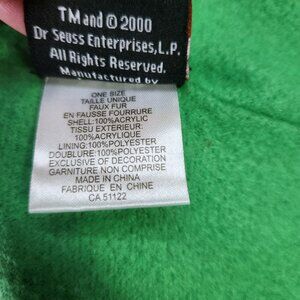 TM and © 2000
Dr Seuss Enterprises, L.P.
All Rights Reserved.
Manufactured by
ONE SIZE
TAILLE UNIQUE
FAUX FUR
EN FAUSSE FOURRURE
SHELL:100%ACRYLIC
TISSU EXTERIEUR:
100%ACRYLIQUE
LINING:100%POLYESTER
DOUBLURE:100%POLYESTER
EXCLUSIVE OF DECORATION
GARNITURE NON COMPRISE
MADE IN CHINA
FABRIQUE EN CHINE
CA 51122